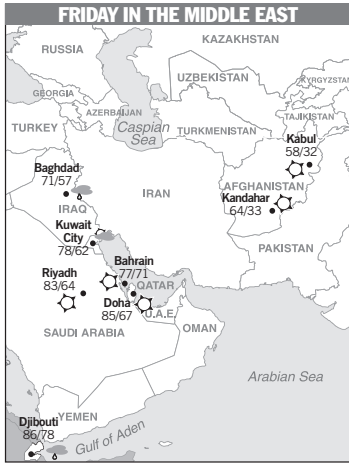 FRIDAY IN THE MIDDLE EAST
KAZAKHSTAN
RUSSIA
UZBEKISTAN
KYRGYZSTAN
GEORGIA
AZERBAIJAN
TAJIKISTAN
TURKEY
Caspian
Sea
TURKMENISTAN
Kabul
58/32
Baghdad
71/57
IRAN
AFGHANISTAN
Kandahar
64/33
IRAQ
Kuwait
City
78/62
PAKISTAN
Bahrain
77/71
Riyadh
83/64
QATAR
Doha
85/67
U.A.E.
OMAN
SAUDI ARABIA
Arabian Sea
YEMEN
Djibouti
86/78
Gulf of Aden